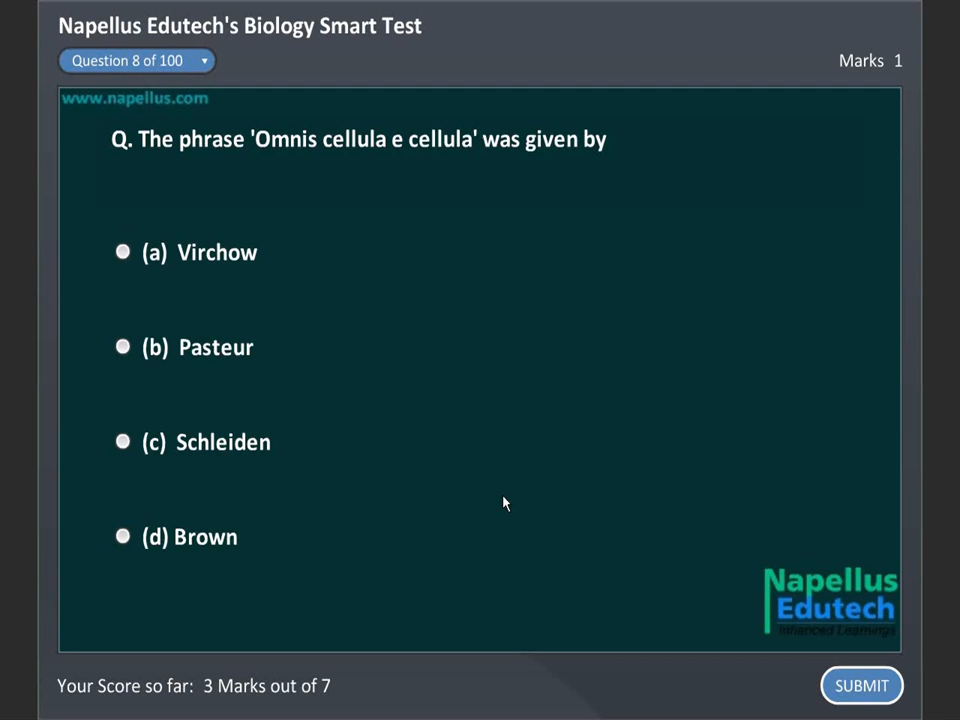 Napellus Edutech's Biology Smart Test
Question 8 of 100
Marks 1
www.napellus.com
Q. The phrase 'Omnis cellula e cellula' was given by
(a) Virchow
(b) Pasteur
(c) Schleiden
(d) Brown
Napellus
Edutech
Enhanced Learnings
Your Score so far: 3 Marks out of 7
SUBMIT